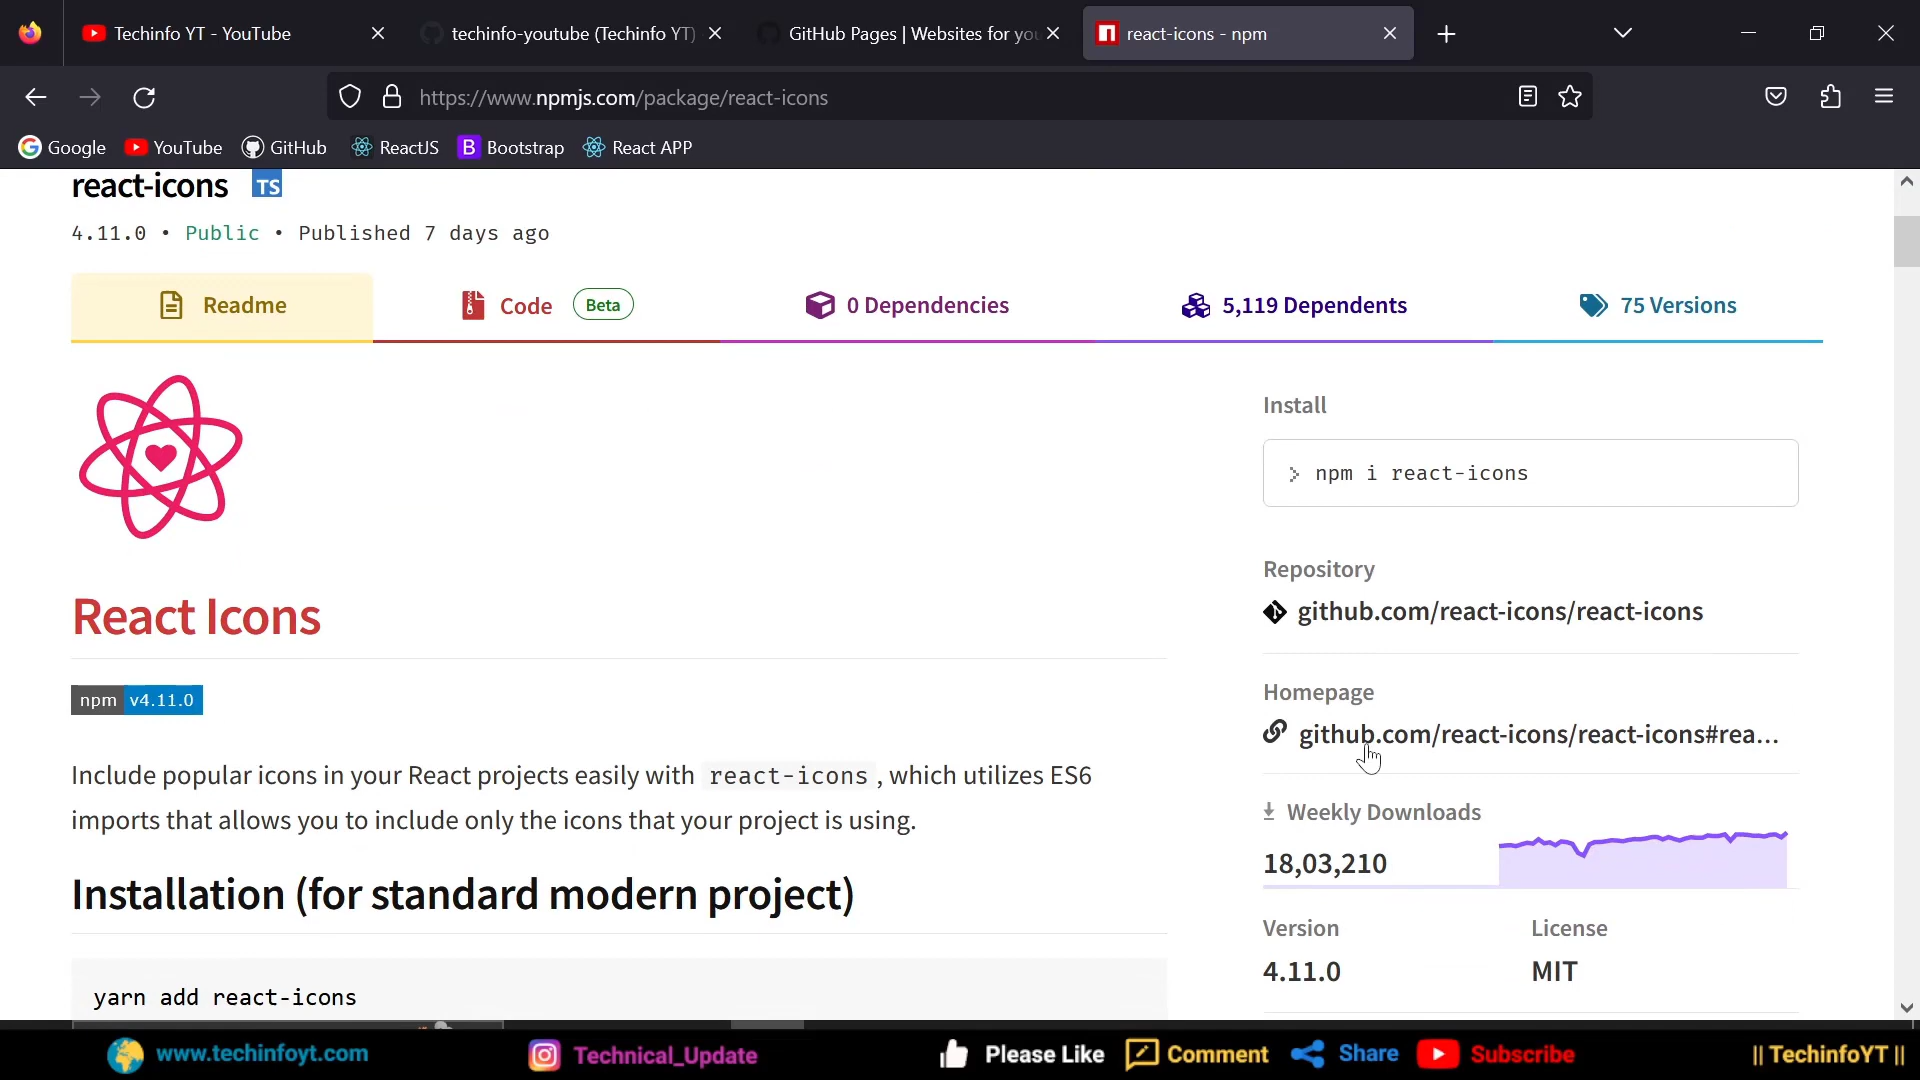 Techinfo YT - YouTube
techinfo-youtube (Techinfo YT)
GitHub Pages | Websites for you
react-icons - npm
https://www.npmjs.com/package/react-icons
Google
YouTube
GitHub
ReactJS
B Bootstrap
React APP
react-icons TS
4.11.0 • Public • Published 7 days ago
Readme
Code Beta
0 Dependencies
5,119 Dependents
75 Versions
React Icons
npm v4.11.0
Include popular icons in your React projects easily with react-icons, which utilizes ES6
imports that allows you to include only the icons that your project is using.
Installation (for standard modern project)
yarn add react-icons
Install
> npm i react-icons
Repository
github.com/react-icons/react-icons
Homepage
github.com/react-icons/react-icons#rea...
Weekly Downloads
18,03,210
Version
4.11.0
License
MIT
www.techinfoyt.com
Technical_Update
Please Like
Comment
Share
Subscribe
|| TechinfoYT ||